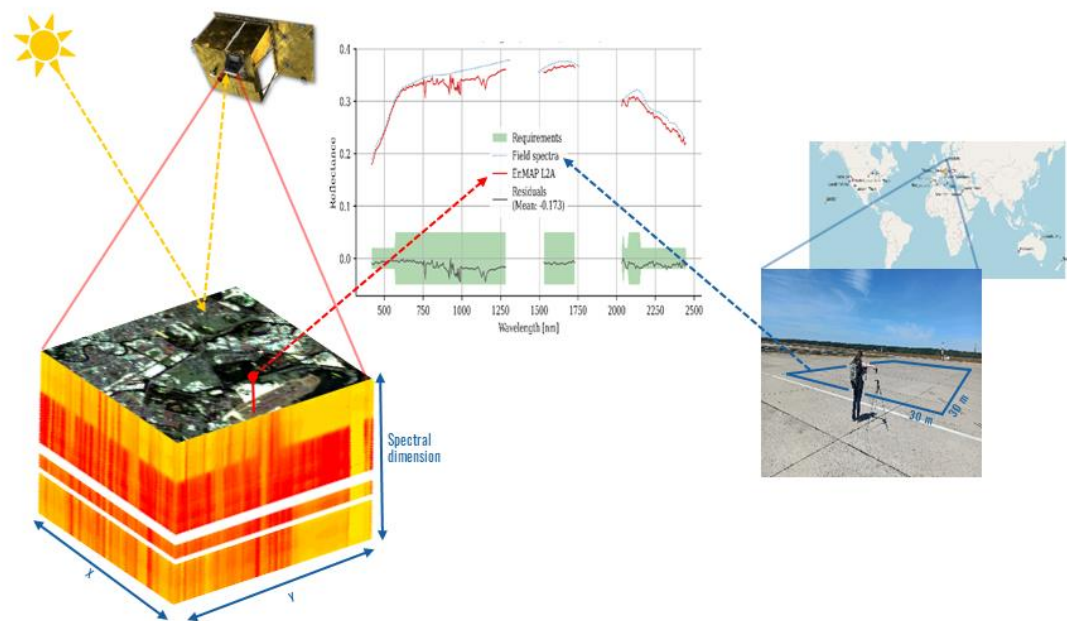 0.4
0.3
0.2
0.1
0.0
Reflectance
Requirements
Field spectra
EnMAP L2A
Residuals
(Mean: -0.173)
500
750
1000
1250
1500
1750
2000
2250
2500
Wavelength [nm]
Spectral
dimension
X
Y
30 m
30 m